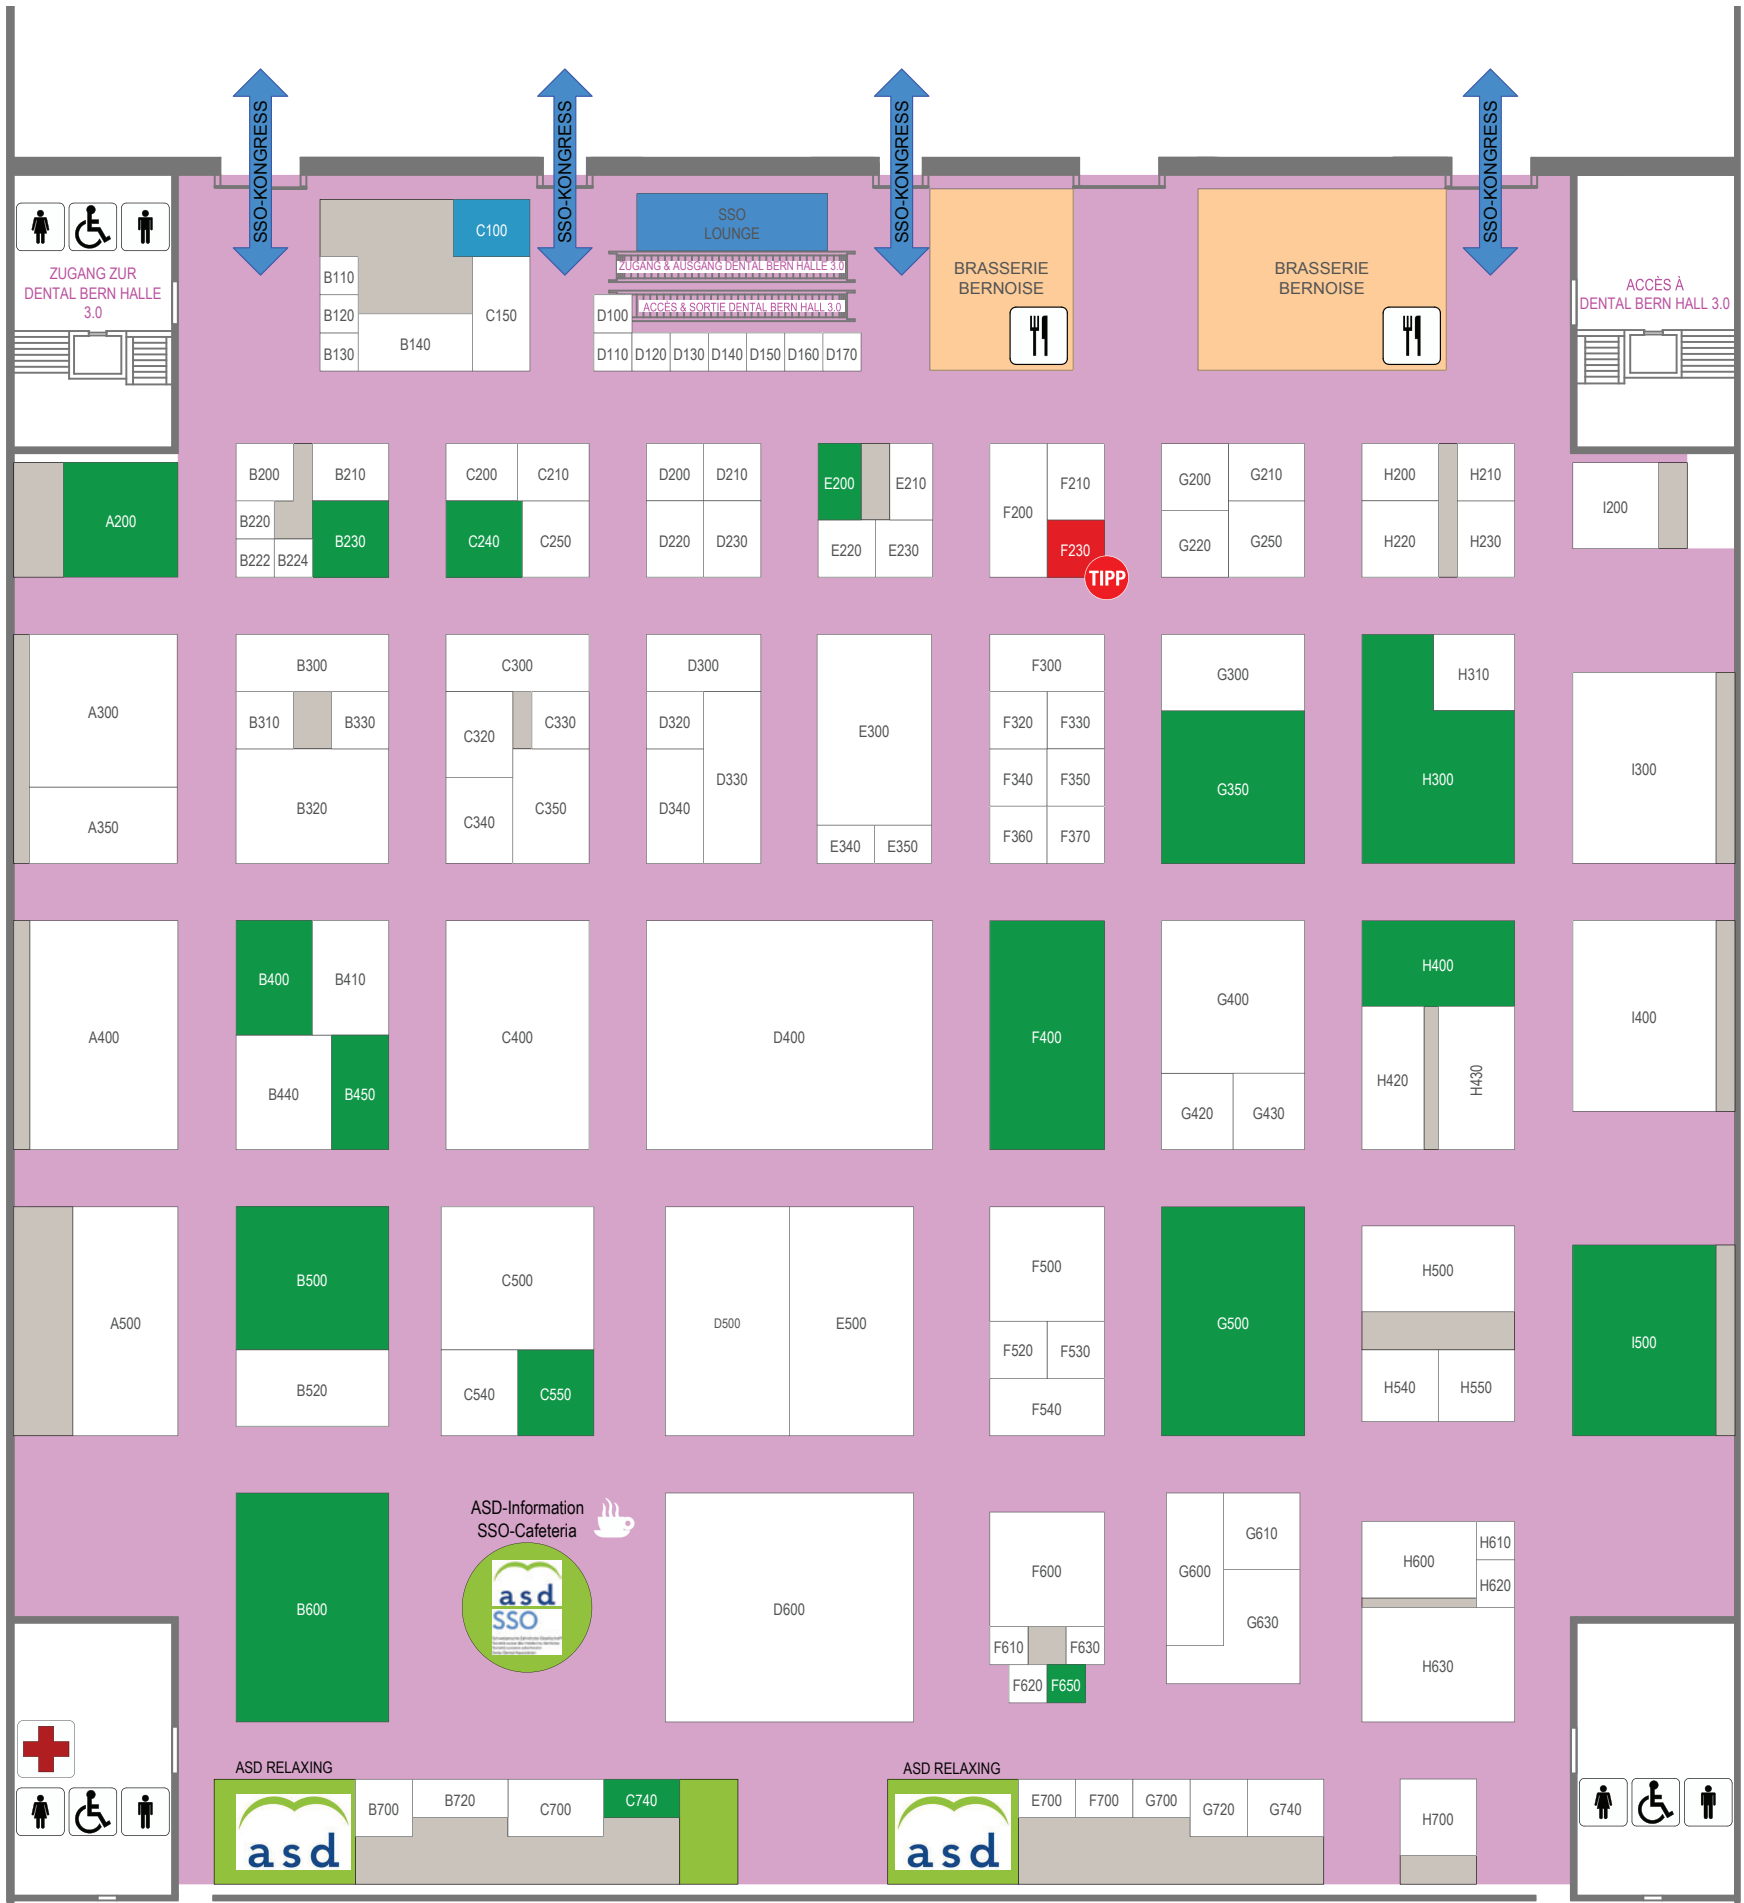 SSO-KONGRESS
SSO-KONGRESS
SSO-KONGRESS
SSO-KONGRESS
ZUGANG ZUR
DENTAL BERN HALLE
3.0
C100
B110
B120
B130
B140
C150
SSO
LOUNGE
ZUGANG & AUSGANG DENTAL BERN HALLE 3.0
ACCÈS & SORTIE DENTAL BERN HALL 3.0
D100
D110 D120 D130 D140 D150 D160 D170
BRASSERIE
BERNOISE
BRASSERIE
BERNOISE
ACCÈS À
DENTAL BERN HALL 3.0
A200
B200
B210
B220
B222
B224
B230
C200
C210
C240
C250
D200
D210
D220
D230
E200
E210
E220
E230
F200
F210
F230
TIPP
G200
G210
G220
G250
H200
H210
H220
H230
I200
A300
A350
B300
B310
B330
B320
C300
C320
C330
C340
C350
D300
D320
D330
D340
E300
E340
E350
F300
F320
F330
F340
F350
F360
F370
G300
G350
H310
H300
I300
A400
B400
B410
B440
B450
C400
D400
F400
G400
G420
G430
H400
H420
H430
I400
A500
B500
B520
C500
C540
C550
D500
E500
F500
F520
F530
F540
G500
H500
H540
H550
I500
B600
ASD-Information
SSO-Cafeteria
asd
SSO
D600
F600
F610
F630
F620
F650
G600
G610
G630
H600
H610
H620
H630
ASD RELAXING
asd
B700
B720
C700
C740
ASD RELAXING
asd
E700
F700
G700
G720
G740
H700